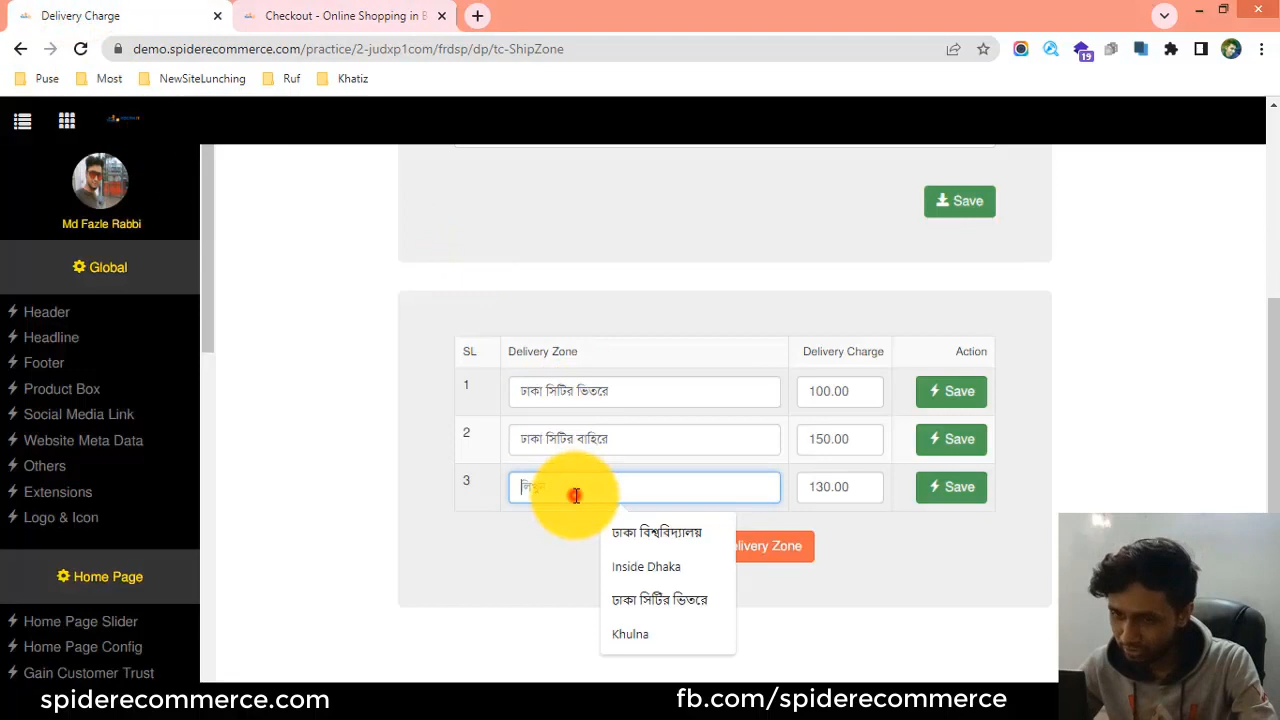 Delivery Charge
Checkout - Online Shopping in B
demo.spiderecommerce.com/practice/2-judxp1com/frdsp/dp/tc-ShipZone
19
Puse
Most
NewSiteLunching
Ruf
Khatiz
Md Fazle Rabbi
Global
Header
Headline
Footer
Product Box
Social Media Link
Website Meta Data
Others
Extensions
Logo & Icon
Home Page
Home Page Slider
Home Page Config
Gain Customer Trust
Save
SL Delivery Zone Delivery Charge Action
1 ঢাকা সিটির ভিতরে 100.00 Save
2 ঢাকা সিটির বাহিরে 150.00 Save
3 লিখুন 130.00 Save
ঢাকা বিশ্ববিদ্যালয়
Inside Dhaka
ঢাকা সিটির ভিতরে
Khulna
elivery Zone
spiderecommerce.com
fb.com/spiderecommerce